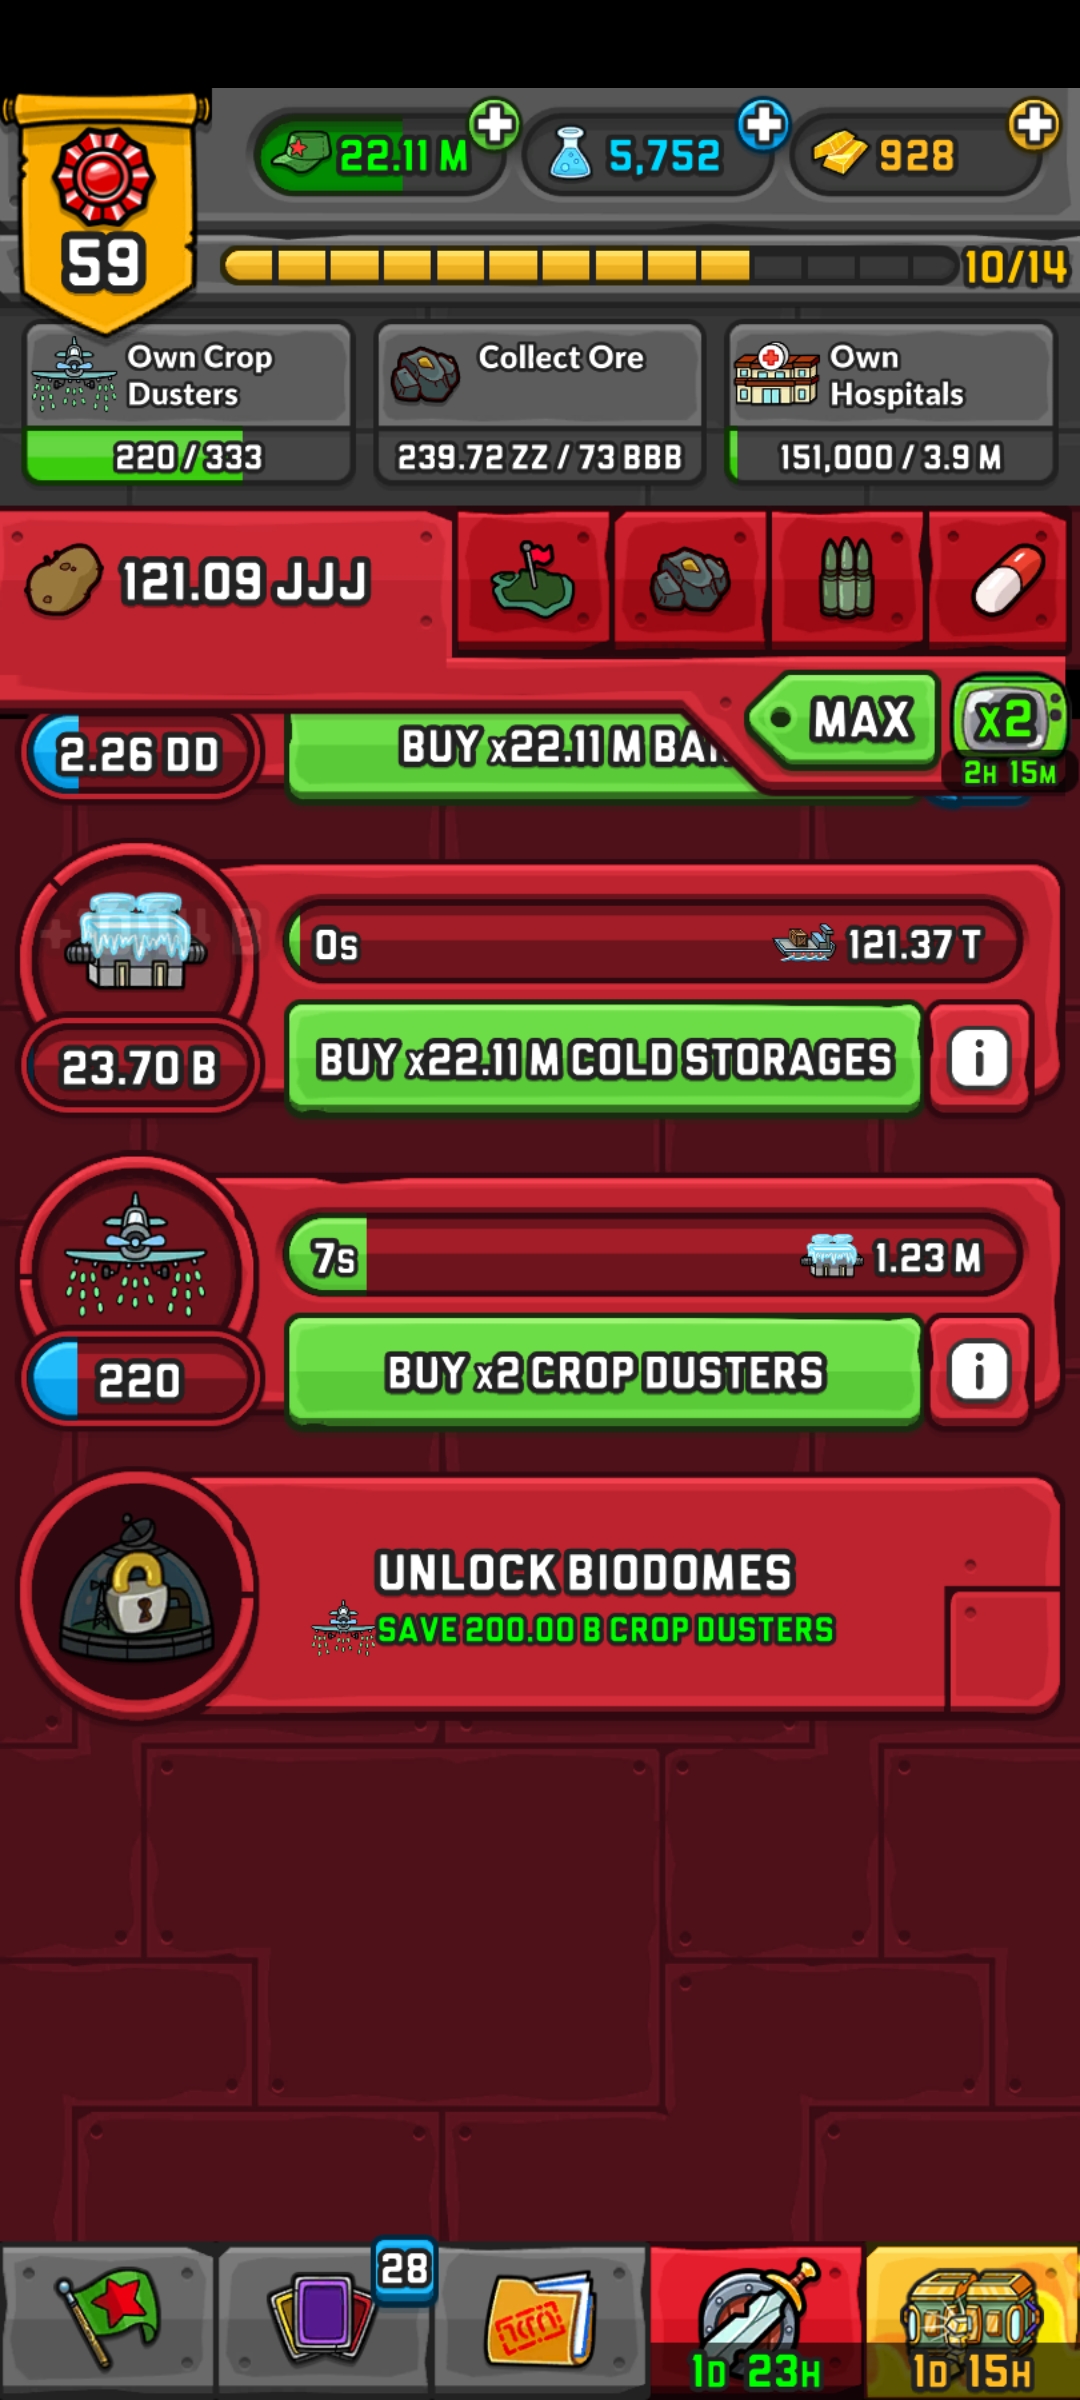 22.11 M
5,752
928
59
10/14
Own Crop
Dusters
Collect Ore
Own
Hospitals
220 / 333
239.72 ZZ / 73 BBB
151,000 / 3.9 M
121.09 JJJ
MAX
x2
2H 15M
2.26 DD
BUY x22.11 M
0s
121.37 T
23.70 B
BUY x22.11 M COLD STORAGES
i
7s
1.23 M
220
BUY x2 CROP DUSTERS
i
UNLOCK BIODOMES
SAVE 200.00 B CROP DUSTERS
28
1D 23H
1D 15H